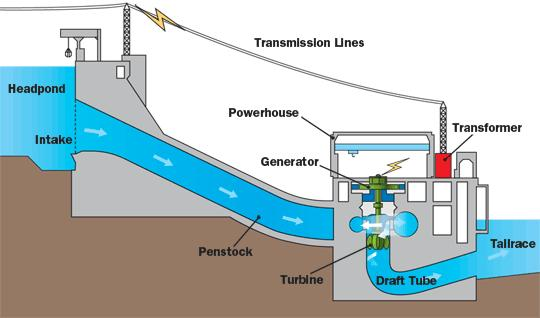 Transmission Lines
Headpond
Powerhouse
Transformer
Intake
Generator
Penstock
Tailrace
Turbine
Draft Tube